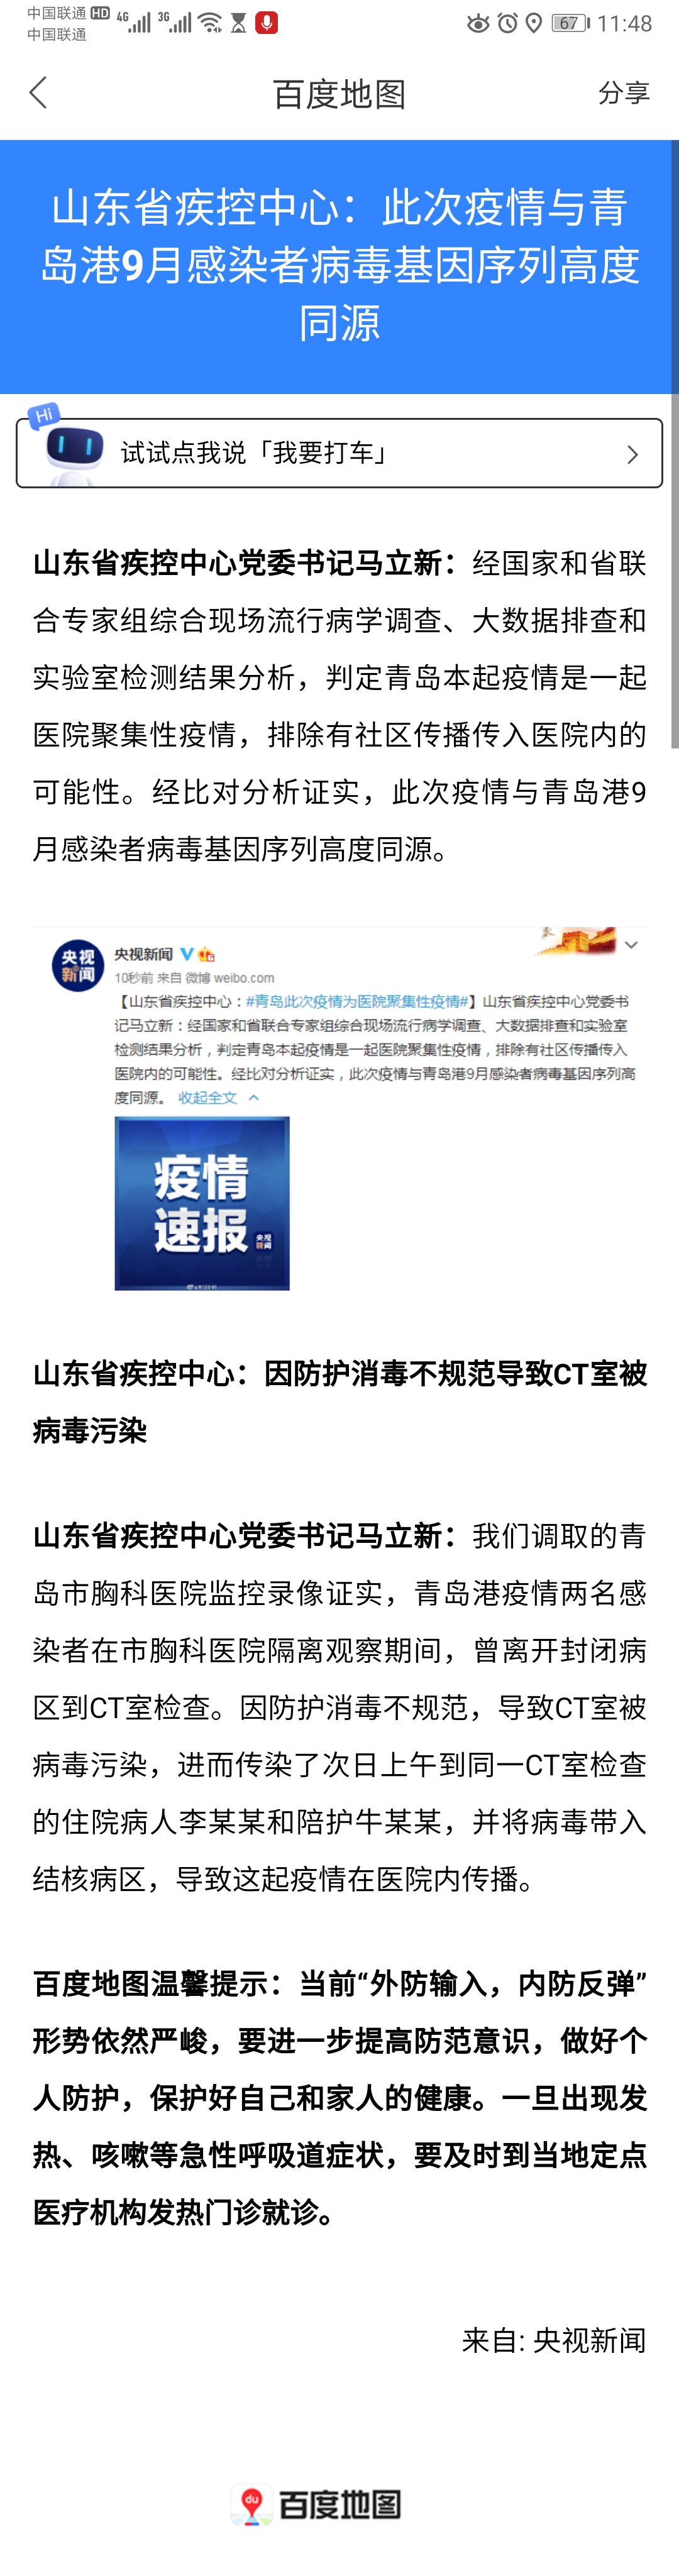 中国联通 HD 4G 3G 67 11:48
中国联通
百度地图 分享
山东省疾控中心：此次疫情与青
岛港9月感染者病毒基因序列高度
同源
Hi
试试点我说「我要打车」
山东省疾控中心党委书记马立新：经国家和省联
合专家组综合现场流行病学调查、大数据排查和
实验室检测结果分析，判定青岛本起疫情是一起
医院聚集性疫情，排除有社区传播传入医院内的
可能性。经比对分析证实，此次疫情与青岛港9
月感染者病毒基因序列高度同源。
央视
新闻
央视新闻
10秒前 来自 微博 weibo.com
【山东省疾控中心：#青岛此次疫情为医院聚集性疫情#】山东省疾控中心党委书
记马立新：经国家和省联合专家组综合现场流行病学调查、大数据排查和实验室
检测结果分析，判定青岛本起疫情是一起医院聚集性疫情，排除有社区传播传入
医院内的可能性。经比对分析证实，此次疫情与青岛港9月感染者病毒基因序列高
度同源。 收起全文
疫情
速报
央视
新闻
山东省疾控中心：因防护消毒不规范导致CT室被
病毒污染
山东省疾控中心党委书记马立新：我们调取的青
岛市胸科医院监控录像证实，青岛港疫情两名感
染者在市胸科医院隔离观察期间，曾离开封闭病
区到CT室检查。因防护消毒不规范，导致CT室被
病毒污染，进而传染了次日上午到同一CT室检查
的住院病人李某某和陪护牛某某，并将病毒带入
结核病区，导致这起疫情在医院内传播。
百度地图温馨提示：当前“外防输入，内防反弹”
形势依然严峻，要进一步提高防范意识，做好个
人防护，保护好自己和家人的健康。一旦出现发
热、咳嗽等急性呼吸道症状，要及时到当地定点
医疗机构发热门诊就诊。
来自: 央视新闻
du 百度地图